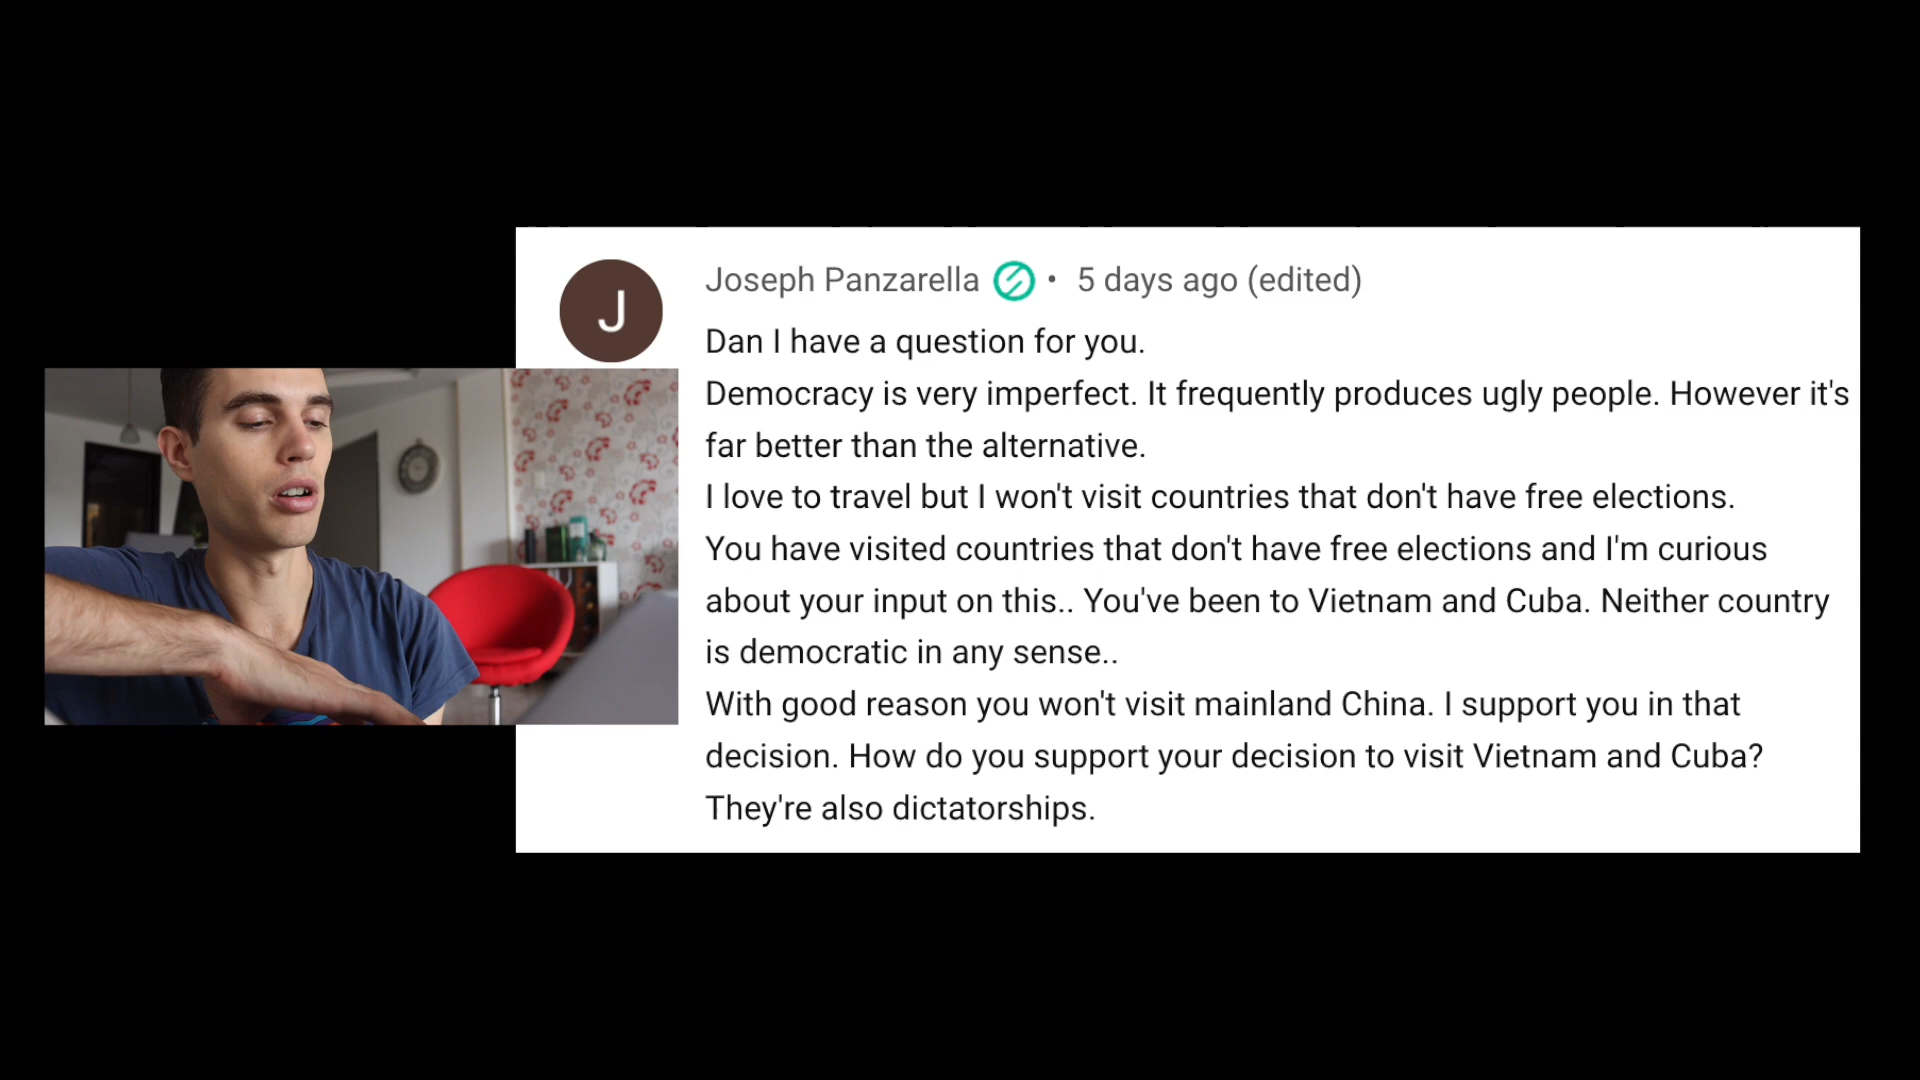 J
Joseph Panzarella • 5 days ago (edited)
Dan I have a question for you.
Democracy is very imperfect. It frequently produces ugly people. However it's
far better than the alternative.
I love to travel but I won't visit countries that don't have free elections.
You have visited countries that don't have free elections and I'm curious
about your input on this.. You've been to Vietnam and Cuba. Neither country
is democratic in any sense..
With good reason you won't visit mainland China. I support you in that
decision. How do you support your decision to visit Vietnam and Cuba?
They're also dictatorships.